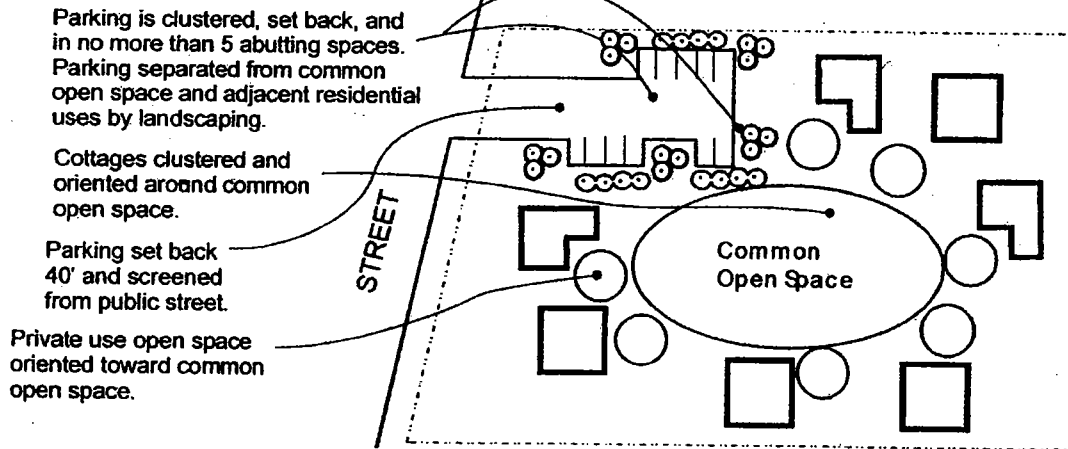 Parking is clustered, set back, and
in no more than 5 abutting spaces.
Parking separated from common
open space and adjacent residential
uses by landscaping.
Cottages clustered and
oriented around common
open space.
Parking set back
40' and screened
from public street.
Private use open space
oriented toward common
open space.
STREET
Common
Open Space